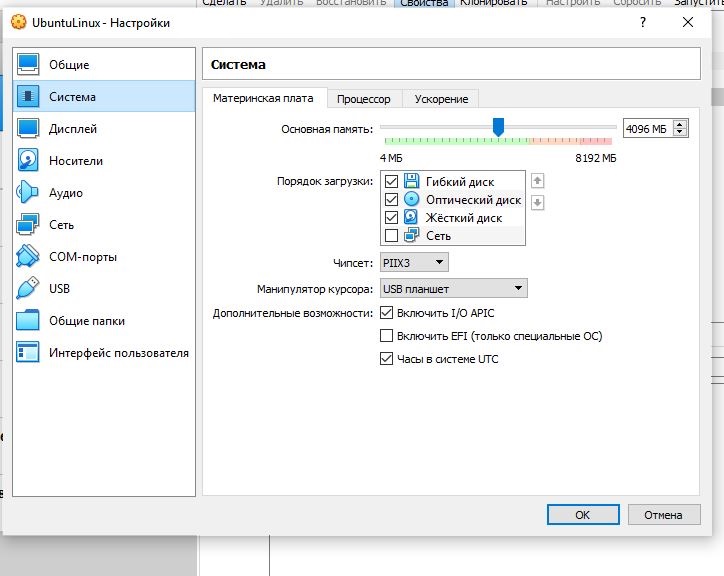 Сделать Удалить Восстановить Свойства Клонировать Настроить Сбросить Запустить
UbuntuLinux - Настройки
?
Общие
Система
Дисплей
Носители
Аудио
Сеть
COM-порты
USB
Общие папки
Интерфейс пользователя
Система
Материнская плата Процессор Ускорение
Основная память: 4096 МБ
4 МБ 8192 МБ
Порядок загрузки:
Гибкий диск
Оптический диск
Жёсткий диск
Сеть
Чипсет: PIIX3
Манипулятор курсора: USB планшет
Дополнительные возможности: Включить I/O APIC
Включить EFI (только специальные ОС)
Часы в системе UTC
OK Отмена